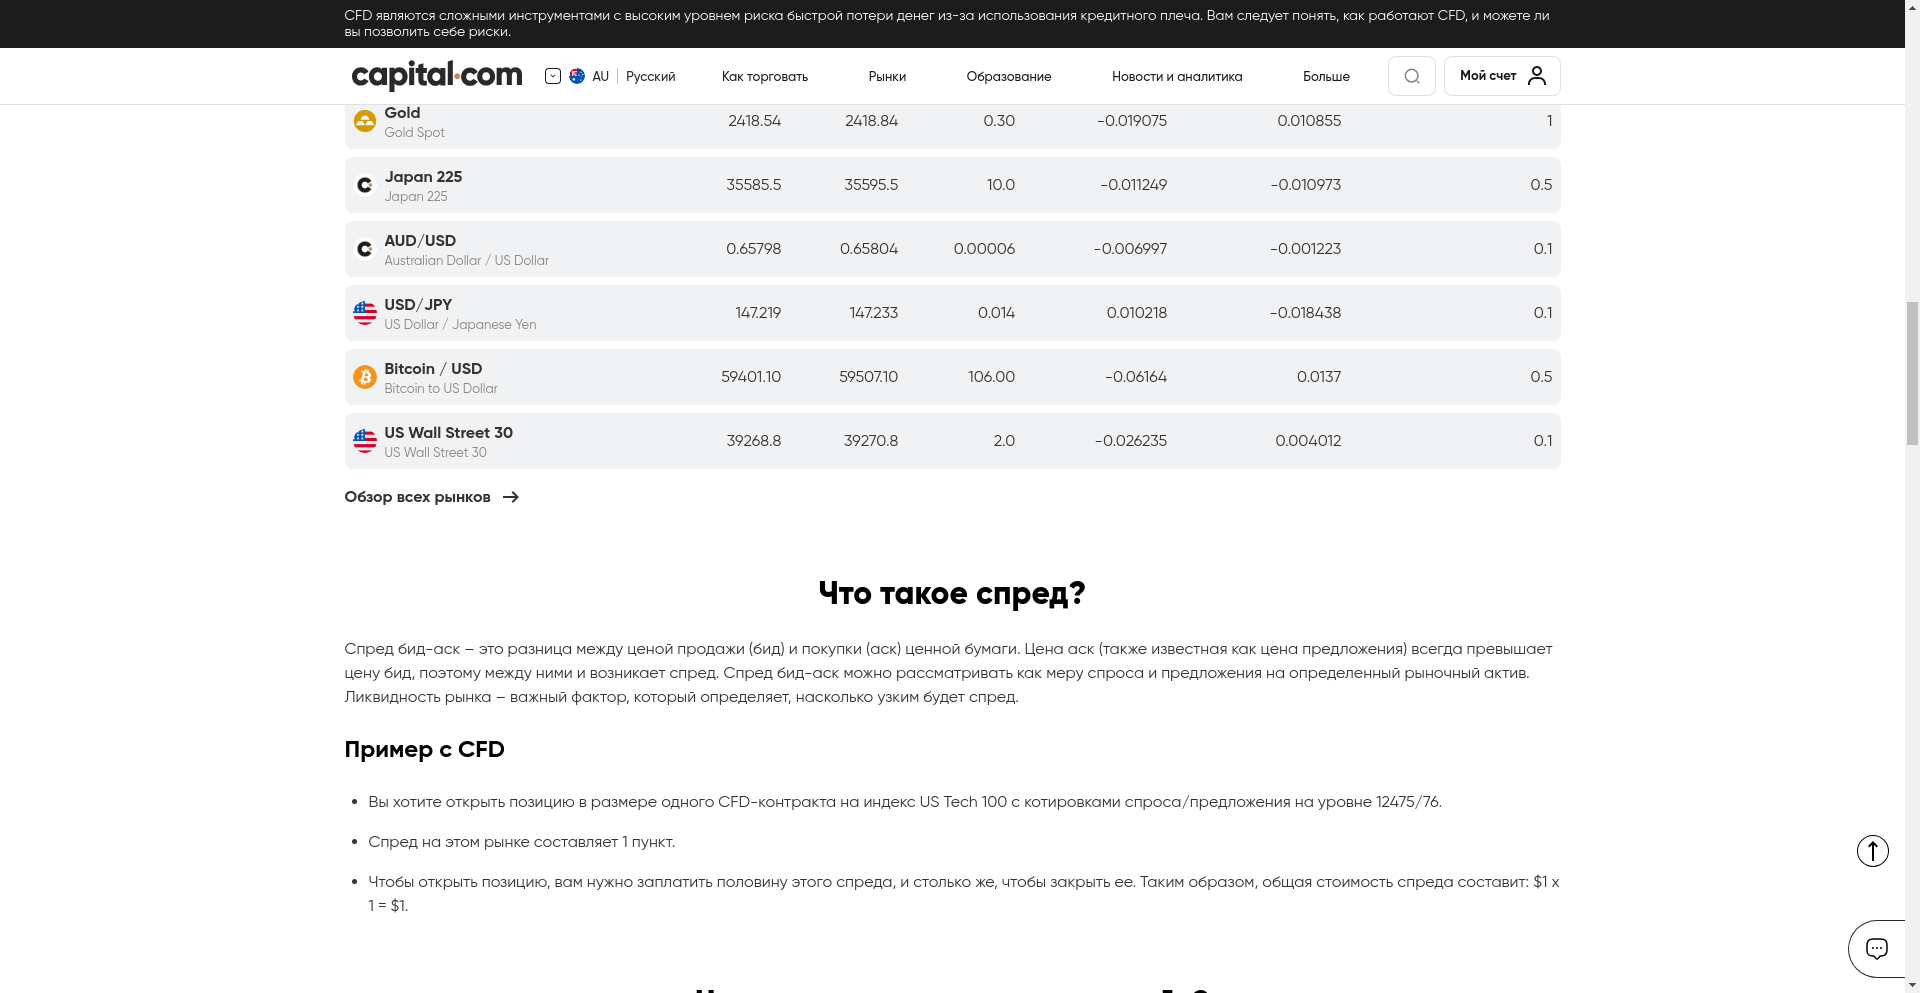 CFD являются сложными инструментами с высоким уровнем риска быстрой потери денег из-за использования кредитного плеча. Вам следует понять, как работают CFD, и можете ли
вы позволить себе риски.
capital.com AU Русский Как торговать Рынки Образование Новости и аналитика Больше Мой счет
Gold 2418.54 2418.84 0.30 -0.019075 0.010855 1
Gold Spot
Japan 225 35585.5 35595.5 10.0 -0.011249 -0.010973 0.5
Japan 225
AUD/USD 0.65798 0.65804 0.00006 -0.006997 -0.001223 0.1
Australian Dollar / US Dollar
USD/JPY 147.219 147.233 0.014 0.010218 -0.018438 0.1
US Dollar / Japanese Yen
Bitcoin / USD 59401.10 59507.10 106.00 -0.06164 0.0137 0.5
Bitcoin to US Dollar
US Wall Street 30 39268.8 39270.8 2.0 -0.026235 0.004012 0.1
US Wall Street 30
Обзор всех рынков
Что такое спред?
Спред бид-аск – это разница между ценой продажи (бид) и покупки (аск) ценной бумаги. Цена аск (также известная как цена предложения) всегда превышает
цену бид, поэтому между ними и возникает спред. Спред бид-аск можно рассматривать как меру спроса и предложения на определенный рыночный актив.
Ликвидность рынка – важный фактор, который определяет, насколько узким будет спред.
Пример с CFD
• Вы хотите открыть позицию в размере одного CFD-контракта на индекс US Tech 100 с котировками спроса/предложения на уровне 12475/76.
• Спред на этом рынке составляет 1 пункт.
• Чтобы открыть позицию, вам нужно заплатить половину этого спреда, и столько же, чтобы закрыть ее. Таким образом, общая стоимость спреда составит: $1 x
1 = $1.